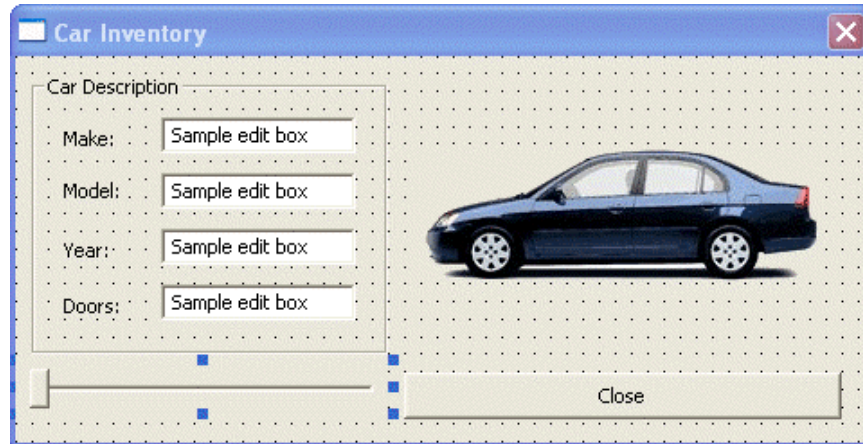 Car Inventory
Car Description
Make: Sample edit box
Model: Sample edit box
Year: Sample edit box
Doors: Sample edit box
Close